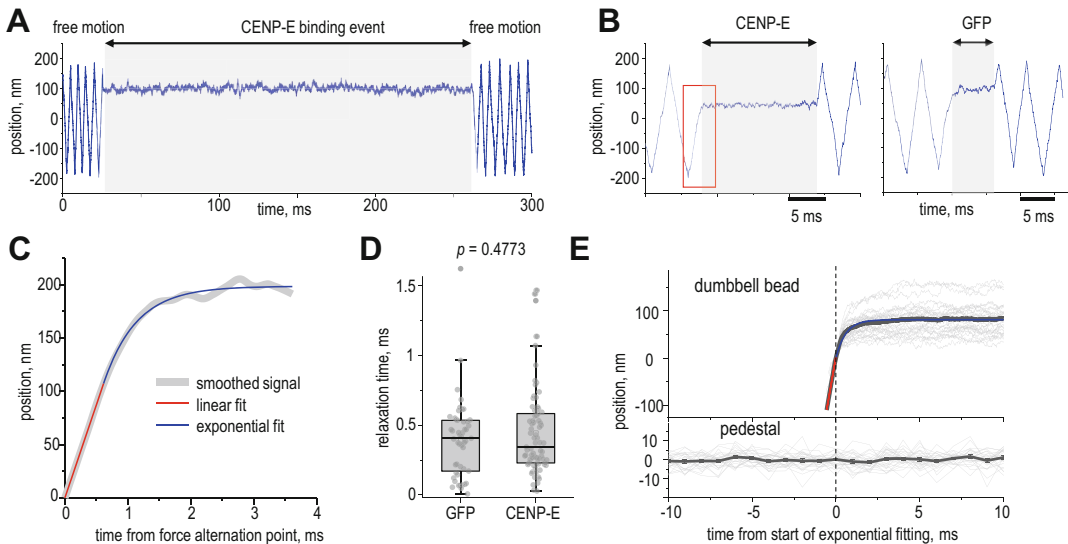 A
free motion
CENP-E binding event
free motion
position, nm
200
100
0
-100
-200
0
100
200
300
time, ms
B
CENP-E
GFP
position, nm
200
100
0
-100
-200
5 ms
time, ms
5 ms
C
position, nm
200
150
100
50
0
smoothed signal
linear fit
exponential fit
0
1
2
3
4
time from force alternation point, ms
D
p = 0.4773
relaxation time, ms
1.5
1
0.5
0
GFP
CENP-E
E
dumbbell bead
position, nm
100
0
-100
pedestal
10
0
-10
-10
-5
0
5
10
time from start of exponential fitting, ms